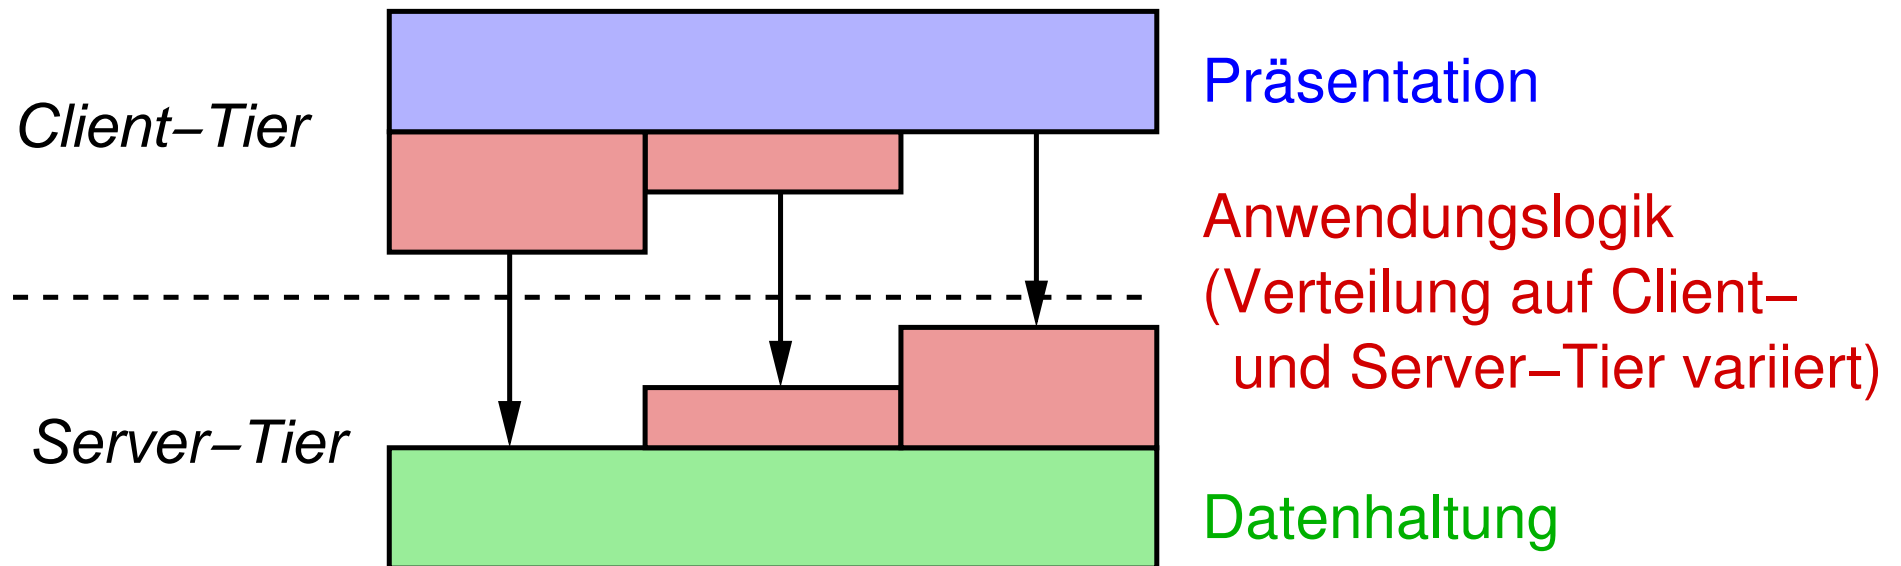 Präsentation
Client–Tier
Anwendungslogik
(Verteilung auf Client–
und Server–Tier variiert)
Server–Tier
Datenhaltung